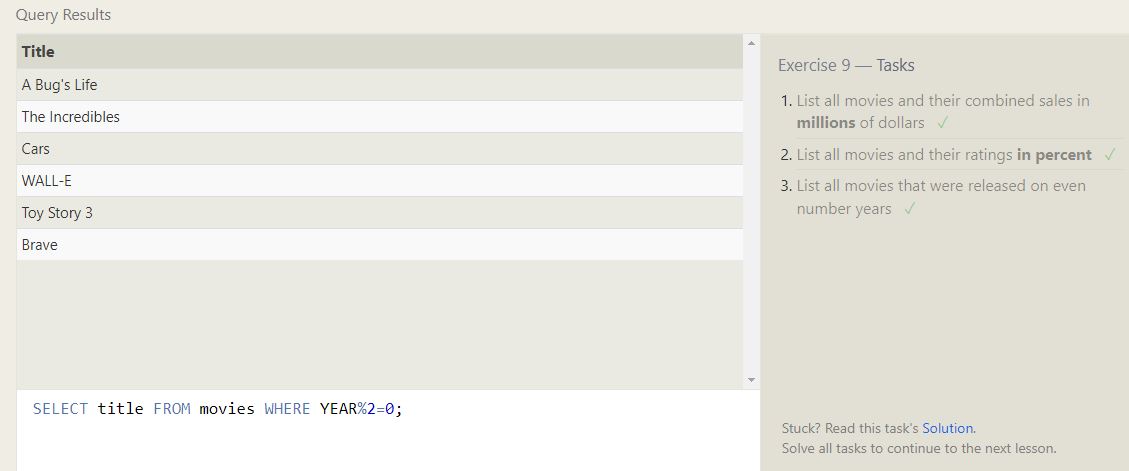 Query Results
Title
A Bug's Life
The Incredibles
Cars
WALL-E
Toy Story 3
Brave
SELECT title FROM movies WHERE YEAR%2=0;
Exercise 9 — Tasks
1. List all movies and their combined sales in
millions of dollars ✓
2. List all movies and their ratings in percent ✓
3. List all movies that were released on even
number years ✓
Stuck? Read this task's Solution.
Solve all tasks to continue to the next lesson.